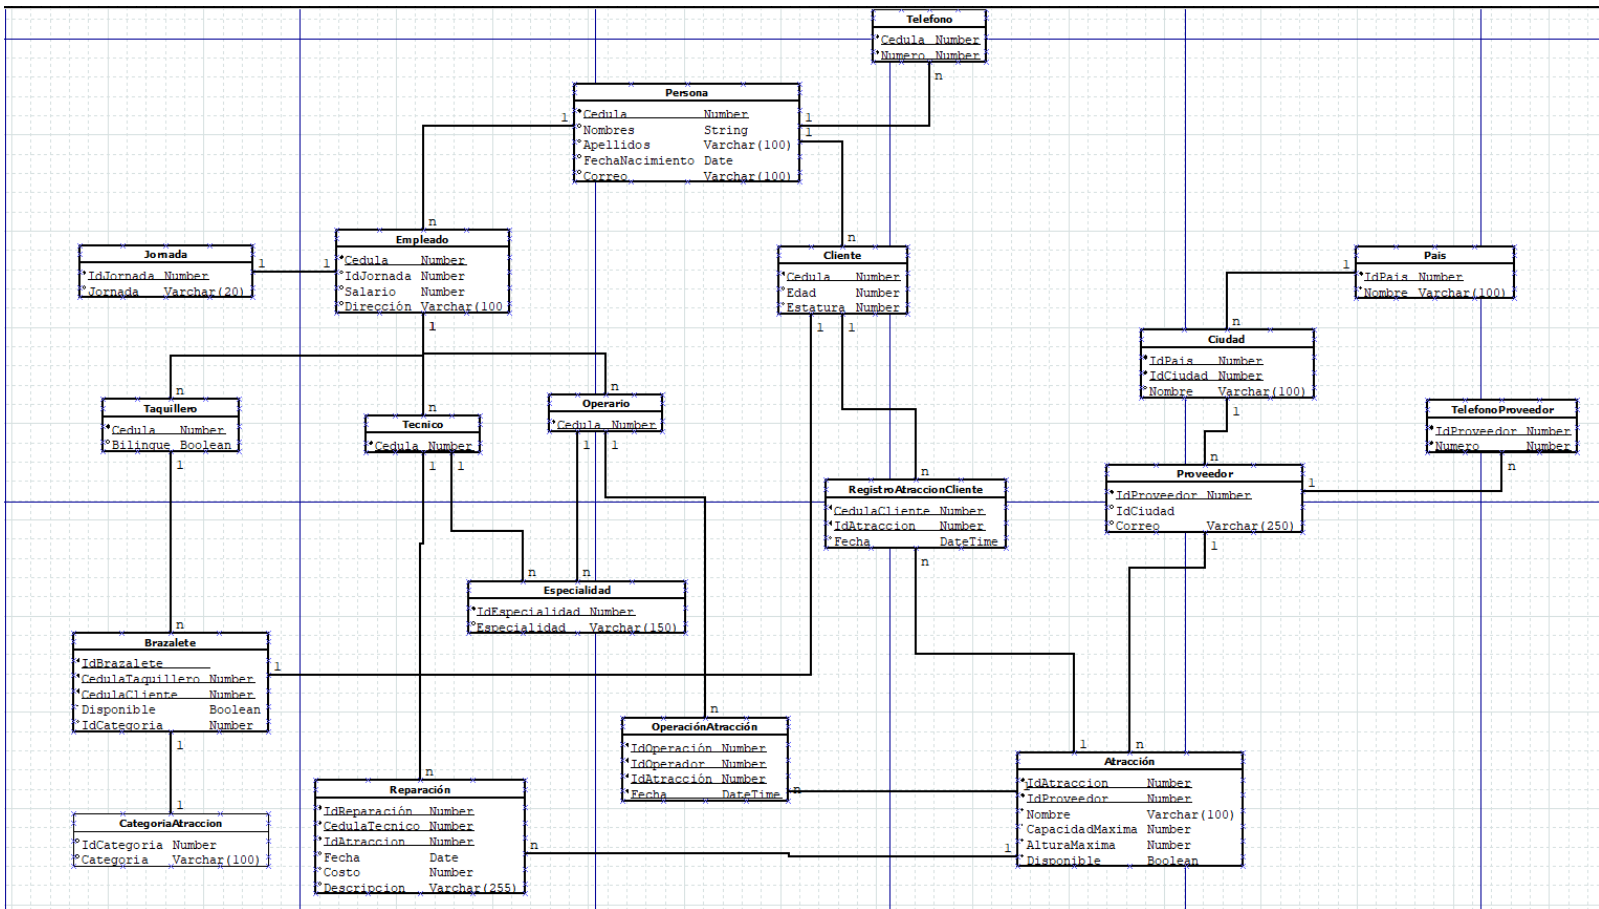 Telefono
Cedula Number
Numero Number
n
Persona
Cedula Number
Nombres String
Apellidos Varchar(100)
FechaNacimiento Date
Correo Varchar(100)
1
1
1
n
Empleado
Cedula Number
IdJornada Number
Salario Number
Dirección Varchar(100
1
1
1
Jornada
IdJornada Number
Jornada Varchar(20)
n
Cliente
Cedula Number
Edad Number
Estatura Number
1
1
Pais
IdPais Number
Nombre Varchar(100)
1
n
Ciudad
IdPais Number
IdCiudad Number
Nombre Varchar(100)
1
n
Taquillero
Cedula Number
Bilingue Boolean
1
n
Tecnico
Cedula Number
1
1
n
Operario
Cedula Number
1
1
TelefonoProveedor
IdProveedor Number
Numero Number
n
n
Proveedor
IdProveedor Number
IdCiudad
Correo Varchar(250)
1
1
n
RegistroAtraccionCliente
CedulaCliente Number
IdAtraccion Number
Fecha DateTime
n
n
n
Especialidad
IdEspecialidad Number
Especialidad Varchar(150)
n
Brazalete
IdBrazalete
CedulaTaquillero Number
CedulaCliente Number
Disponible Boolean
IdCategoria Number
1
1
1
CategoriaAtraccion
IdCategoria Number
Categoria Varchar(100)
n
OperaciónAtracción
IdOperación Number
IdOperador Number
IdAtracción Number
Fecha DateTime
n
n
Reparación
IdReparación Number
CedulaTecnico Number
IdAtraccion Number
Fecha Date
Costo Number
Descripcion Varchar(255)
n
1
1
n
Atracción
IdAtraccion Number
IdProveedor Number
Nombre Varchar(100)
CapacidadMaxima Number
AlturaMaxima Number
Disponible Boolean